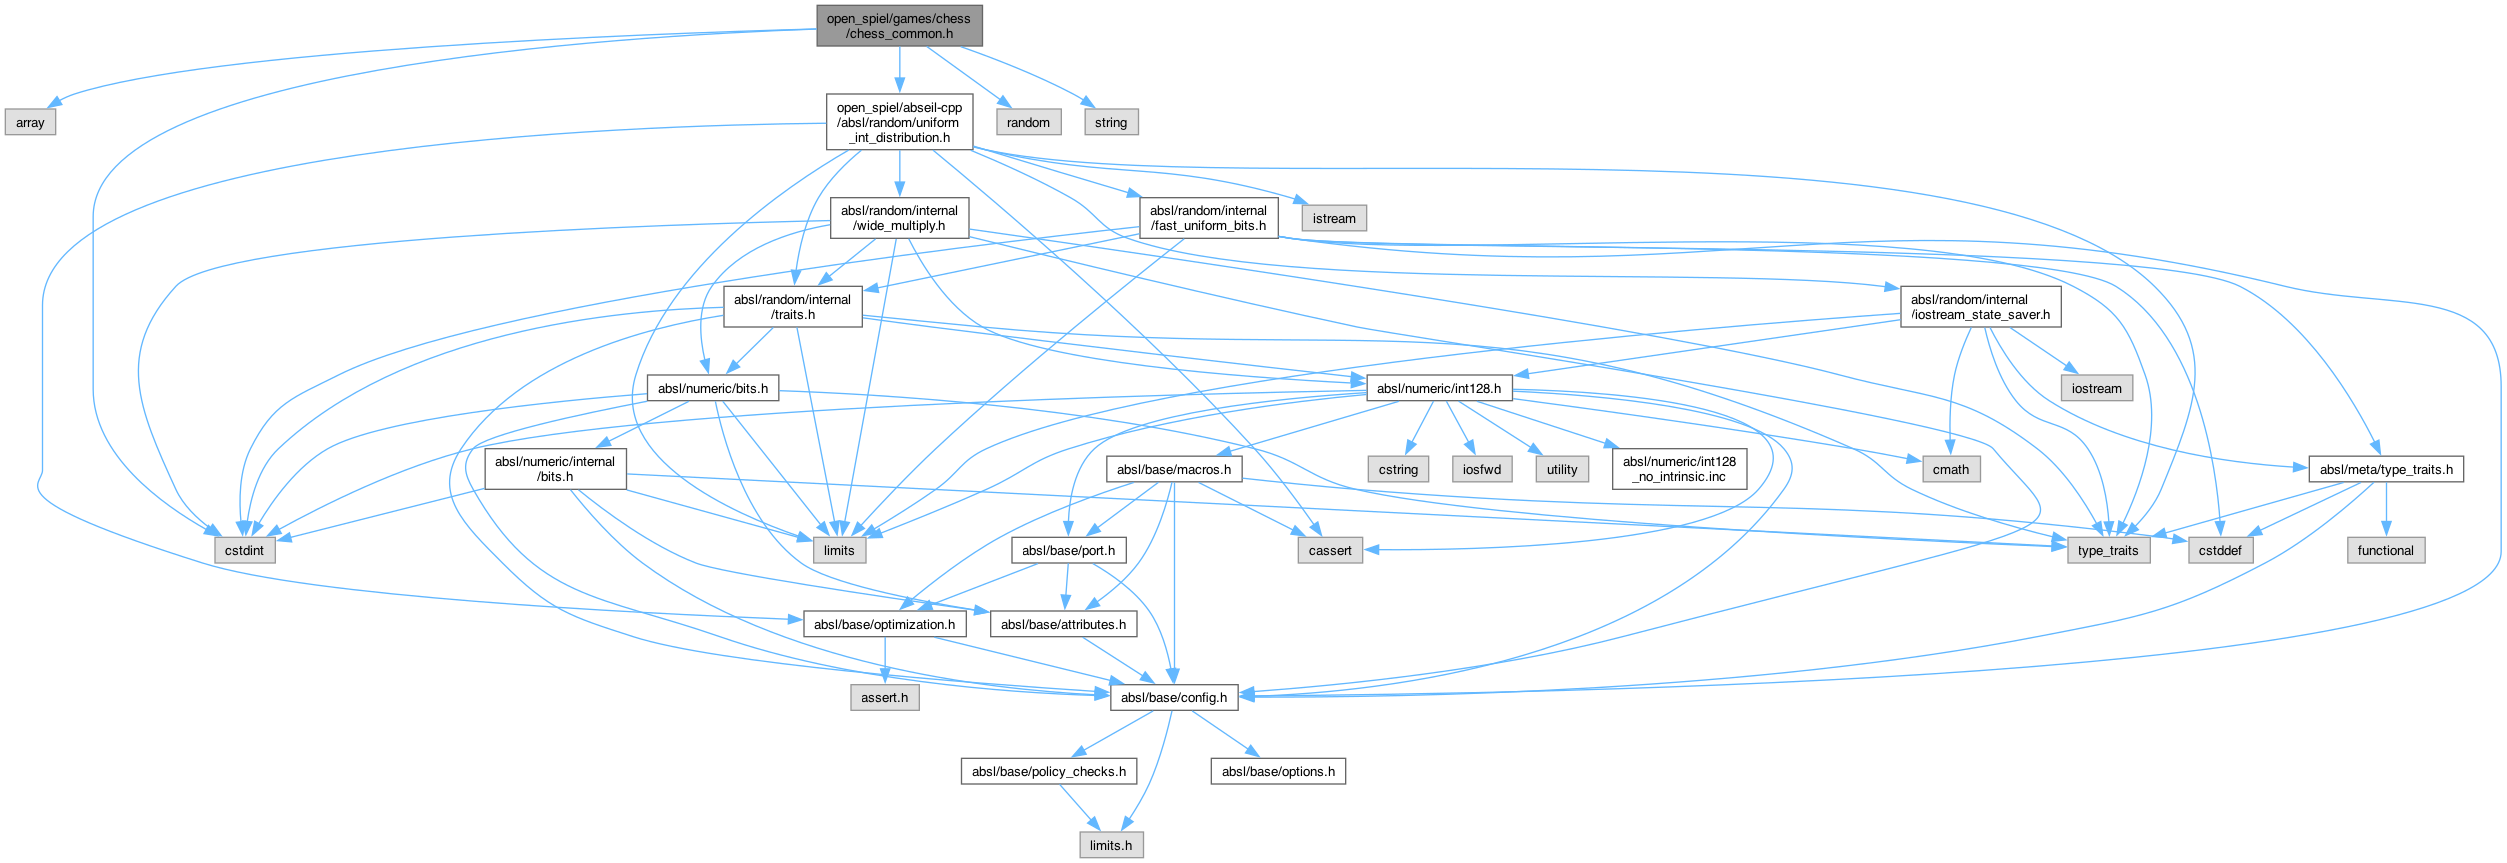 open_spiel/games/chess
/chess_common.h
array
open_spiel/abseil-cpp
/absl/random/uniform
_int_distribution.h
random
string
absl/random/internal
/wide_multiply.h
absl/random/internal
/fast_uniform_bits.h
istream
absl/random/internal
/traits.h
absl/random/internal
/iostream_state_saver.h
absl/numeric/bits.h
absl/numeric/int128.h
iostream
absl/numeric/internal
/bits.h
absl/base/macros.h
cstring
iosfwd
utility
absl/numeric/int128
_no_intrinsic.inc
cmath
absl/meta/type_traits.h
cstdint
limits
absl/base/port.h
cassert
type_traits
cstddef
functional
absl/base/optimization.h
absl/base/attributes.h
assert.h
absl/base/config.h
absl/base/policy_checks.h
absl/base/options.h
limits.h